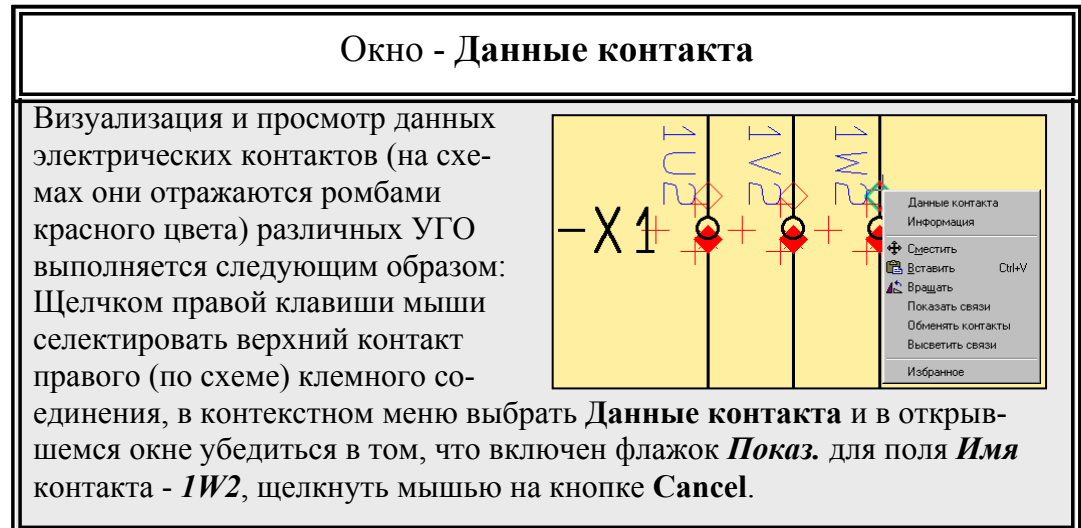 Окно - Данные контакта
Визуализация и просмотр данных
электрических контактов (на схе-
мах они отражаются ромбами
красного цвета) различных УГО
выполняется следующим образом:
Щелчком правой клавиши мыши
селектировать верхний контакт
правого (по схеме) клемного со-
единения, в контекстном меню выбрать Данные контакта и в открыв-
шемся окне убедиться в том, что включен флажок Показ. для поля Имя
контакта - 1W2, щелкнуть мышью на кнопке Cancel.
1U2
1V2
1W2
-X1
Данные контакта
Информация
Сместить
Вставить Ctrl+V
Вращать
Показать связи
Обменять контакты
Высветить связи
Избранное